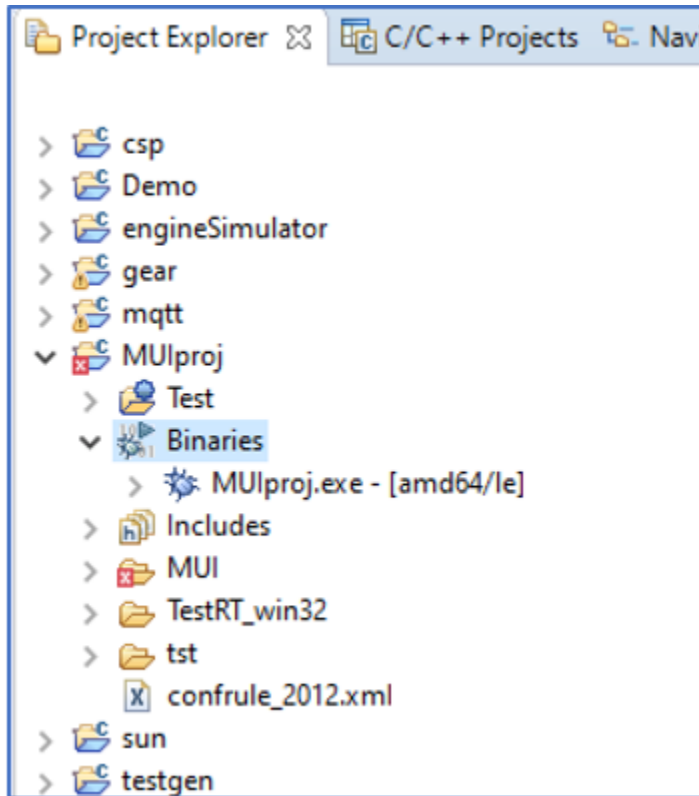 Project Explorer C/C++ Projects Nav
csp
Demo
engineSimulator
gear
mqtt
MUIproj
Test
Binaries
MUIproj.exe - [amd64/le]
Includes
MUI
TestRT_win32
tst
confrule_2012.xml
sun
testgen